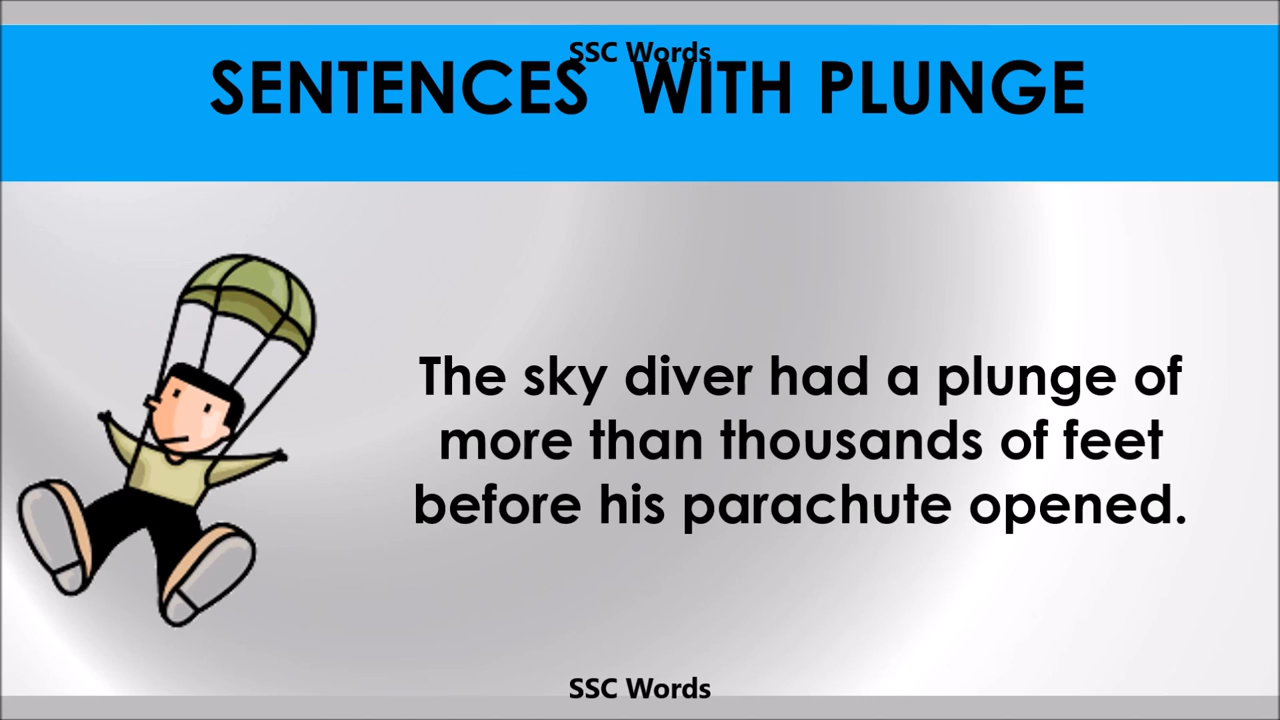 SSC Words
SENTENCES WITH PLUNGE
The sky diver had a plunge of
more than thousands of feet
before his parachute opened.
SSC Words